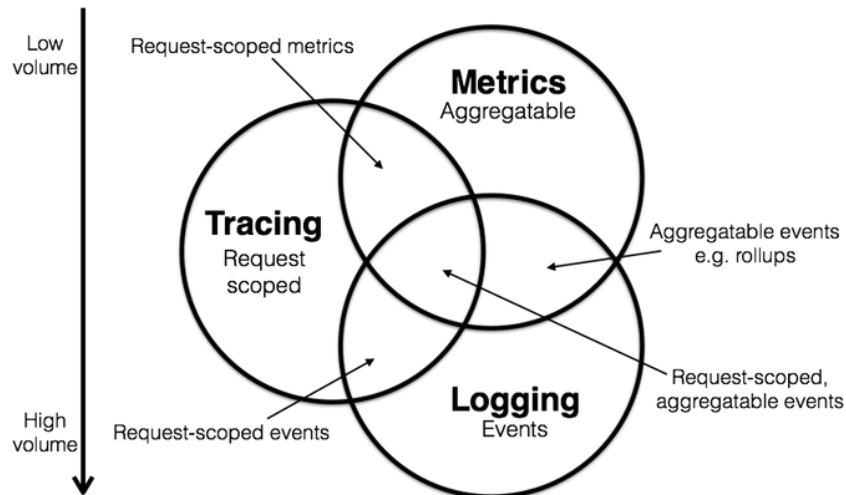 Low
volume
Request-scoped metrics
Metrics
Aggregatable
Tracing
Request
scoped
Aggregatable events
e.g. rollups
Request-scoped,
aggregatable events
Logging
Events
High
volume
Request-scoped events